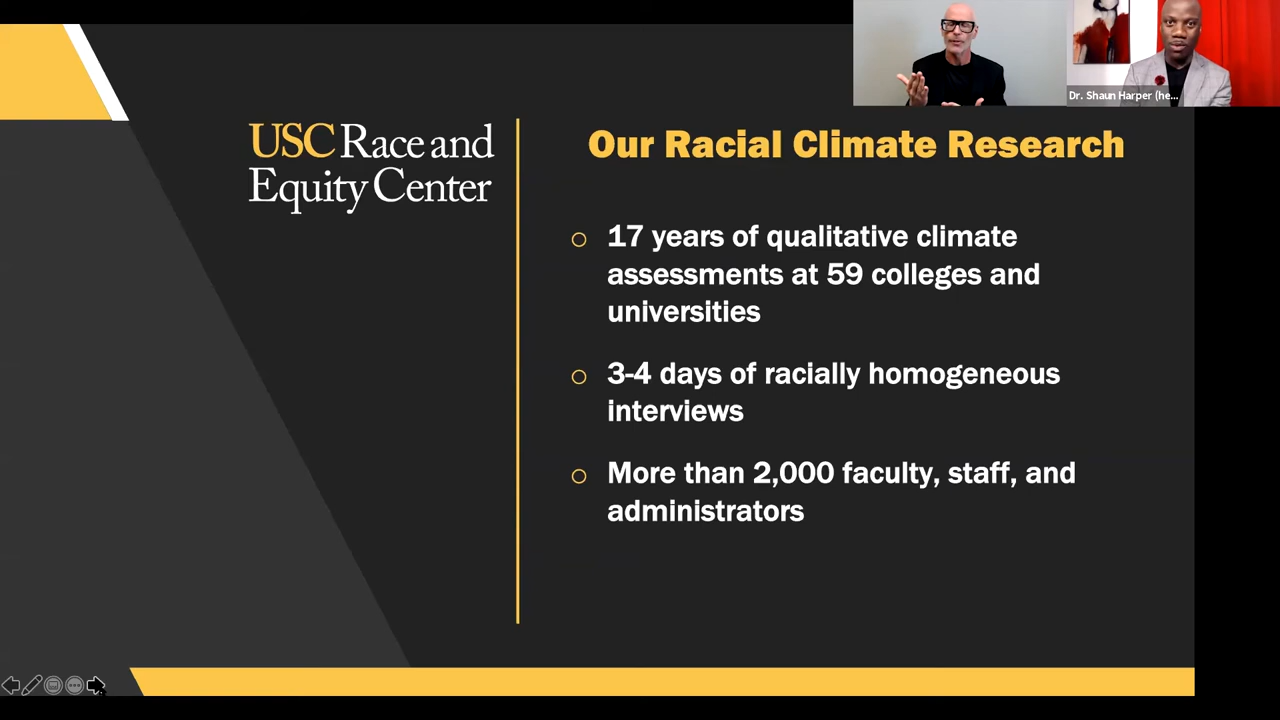 Dr. Shaun Harper (he...
USC Race and
Equity Center
Our Racial Climate Research
17 years of qualitative climate
assessments at 59 colleges and
universities
3-4 days of racially homogeneous
interviews
More than 2,000 faculty, staff, and
administrators